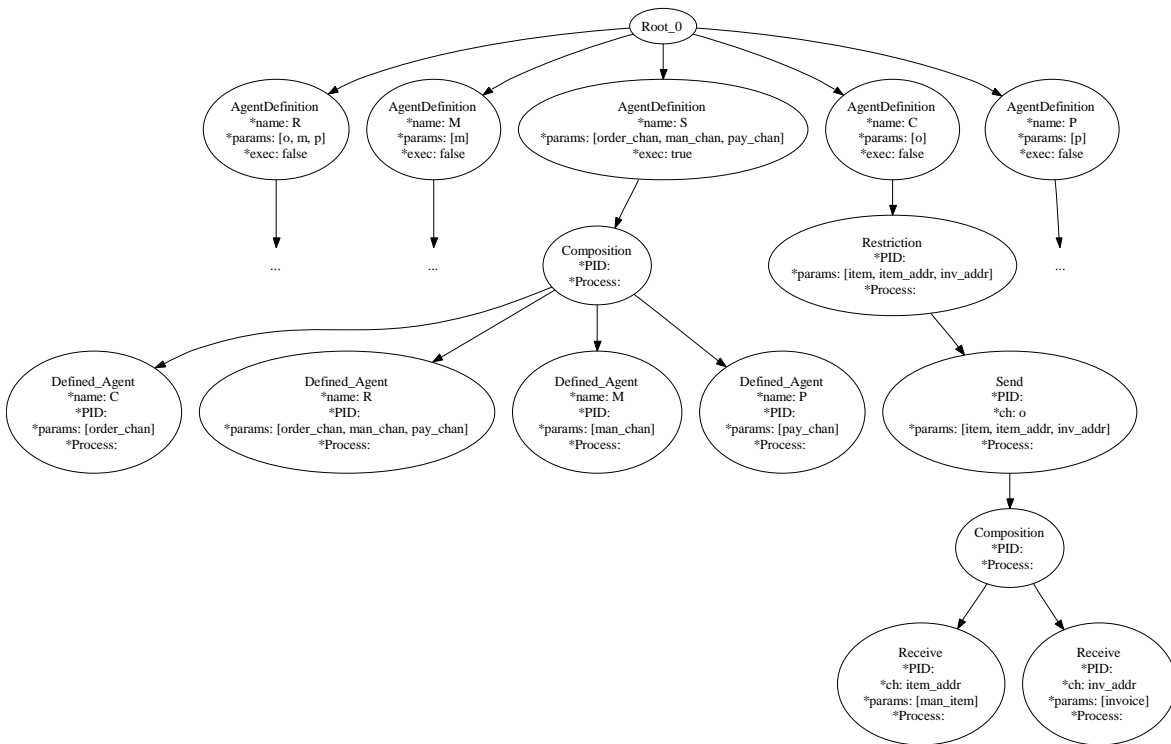 Root_0
AgentDefinition
*name: R
*params: [o, m, p]
*exec: false
AgentDefinition
*name: M
*params: [m]
*exec: false
AgentDefinition
*name: S
*params: [order_chan, man_chan, pay_chan]
*exec: true
AgentDefinition
*name: C
*params: [o]
*exec: false
AgentDefinition
*name: P
*params: [p]
*exec: false
...
...
Composition
*PID:
*Process:
Restriction
*PID:
*params: [item, item_addr, inv_addr]
*Process:
...
Defined_Agent
*name: C
*PID:
*params: [order_chan]
*Process:
Defined_Agent
*name: R
*PID:
*params: [order_chan, man_chan, pay_chan]
*Process:
Defined_Agent
*name: M
*PID:
*params: [man_chan]
*Process:
Defined_Agent
*name: P
*PID:
*params: [pay_chan]
*Process:
Send
*PID:
*ch: o
*params: [item, item_addr, inv_addr]
*Process:
Composition
*PID:
*Process:
Receive
*PID:
*ch: item_addr
*params: [man_item]
*Process:
Receive
*PID:
*ch: inv_addr
*params: [invoice]
*Process: